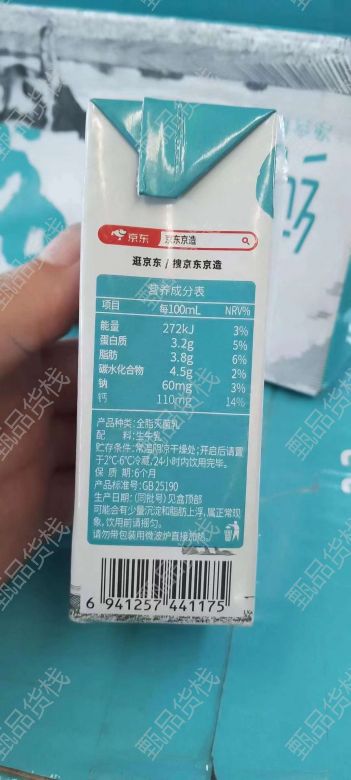 京东
京东京造
逛京东 / 搜京东京造
营养成分表
项目 每100mL NRV%
能量 272kJ 3%
蛋白质 3.2g 5%
脂肪 3.8g 6%
碳水化合物 4.5g 2%
钠 60mg 3%
钙 110mg 14%
产品种类: 全脂灭菌乳
配 料: 生牛乳
贮存条件: 常温阴凉干燥处; 开启后请置
于2℃-6℃冷藏, 24小时内饮用完毕。
保 质 期: 6个月
产品标准号: GB 25190
生产日期: (同批号) 见盒顶部
可能会有少量沉淀和脂肪上浮, 属正常现
象, 饮用前请摇匀。
请勿带包装用微波炉直接加热。
6 941257 441175
甄品货栈